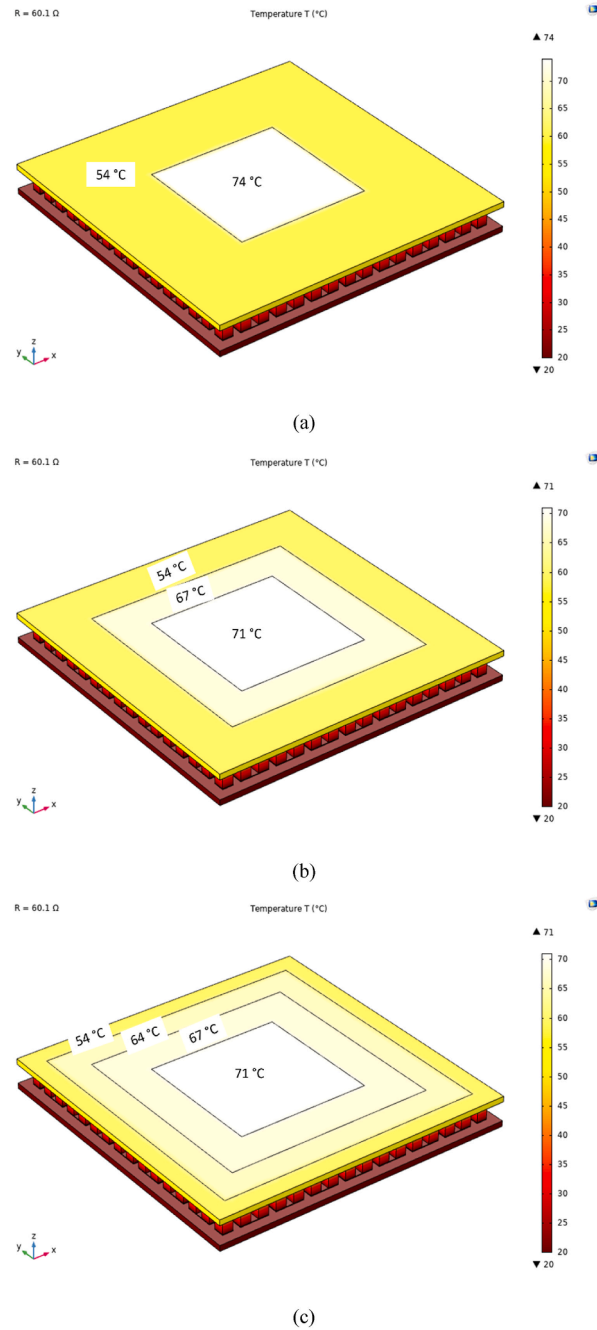 R = 60.1 Ω
Temperature T (°C)
▲ 74
70
65
60
55
50
45
40
35
30
25
20
▼ 20
54 °C
74 °C
y z x
(a)
R = 60.1 Ω
Temperature T (°C)
▲ 71
70
65
60
55
50
45
40
35
30
25
20
▼ 20
54 °C
67 °C
71 °C
y z x
(b)
R = 60.1 Ω
Temperature T (°C)
▲ 71
70
65
60
55
50
45
40
35
30
25
20
▼ 20
54 °C
64 °C
67 °C
71 °C
y z x
(c)